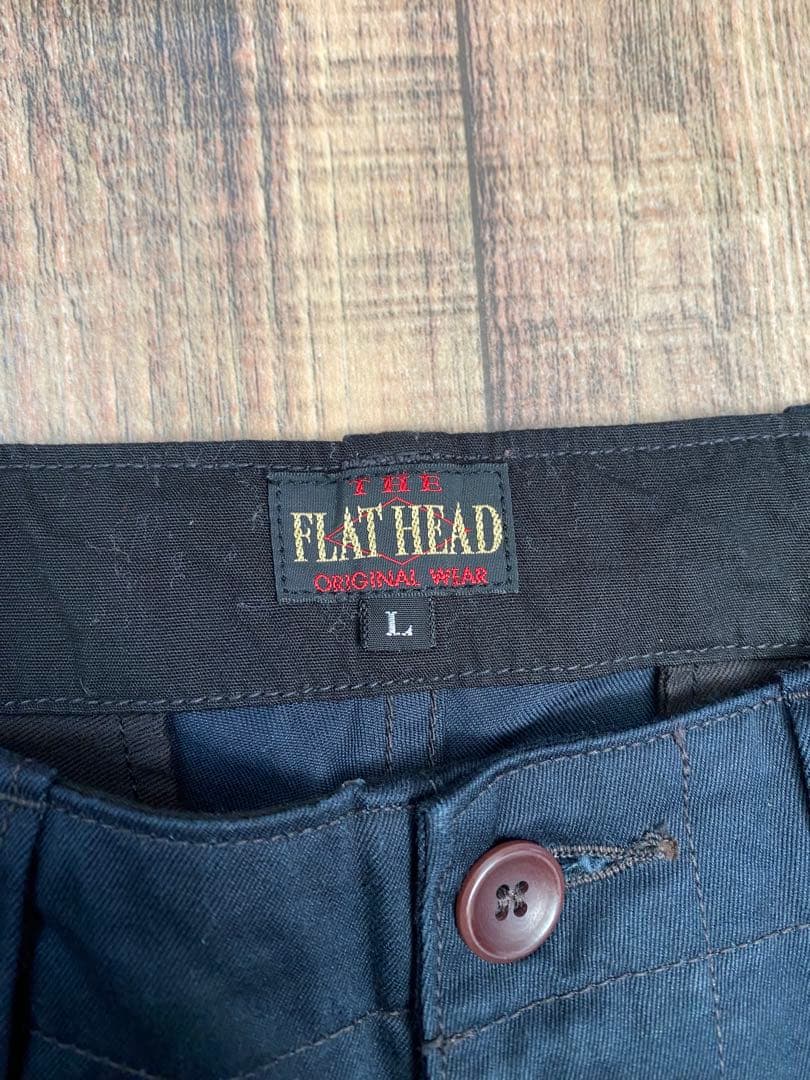 THE
FLAT HEAD
ORIGINAL WEAR
L